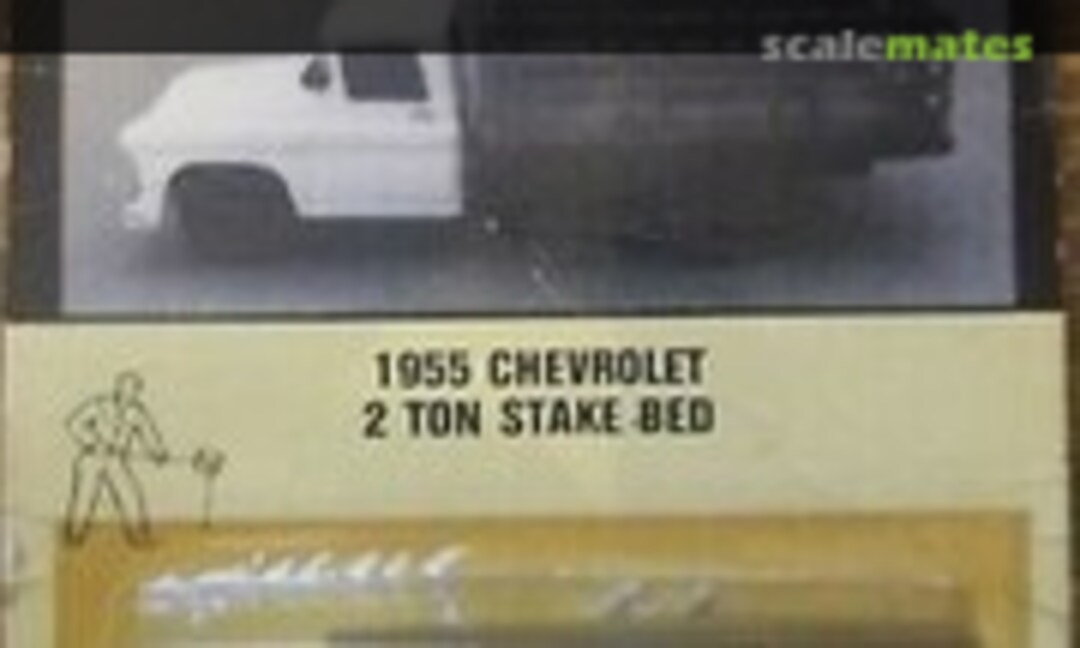 scalemates
1955 CHEVROLET
2 TON STAKE BED